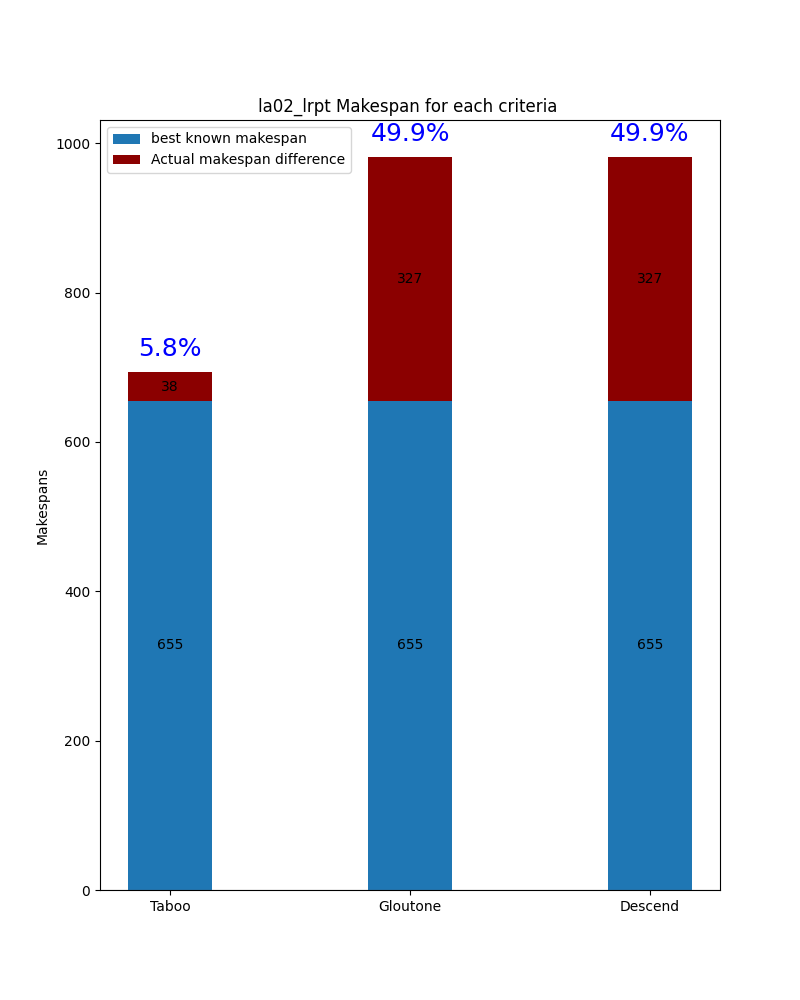 la02_lrpt Makespan for each criteria
best known makespan
Actual makespan difference
49.9%
49.9%
5.8%
1000
800
600
400
200
0
Makespans
327
327
38
655
655
655
Taboo
Gloutone
Descend